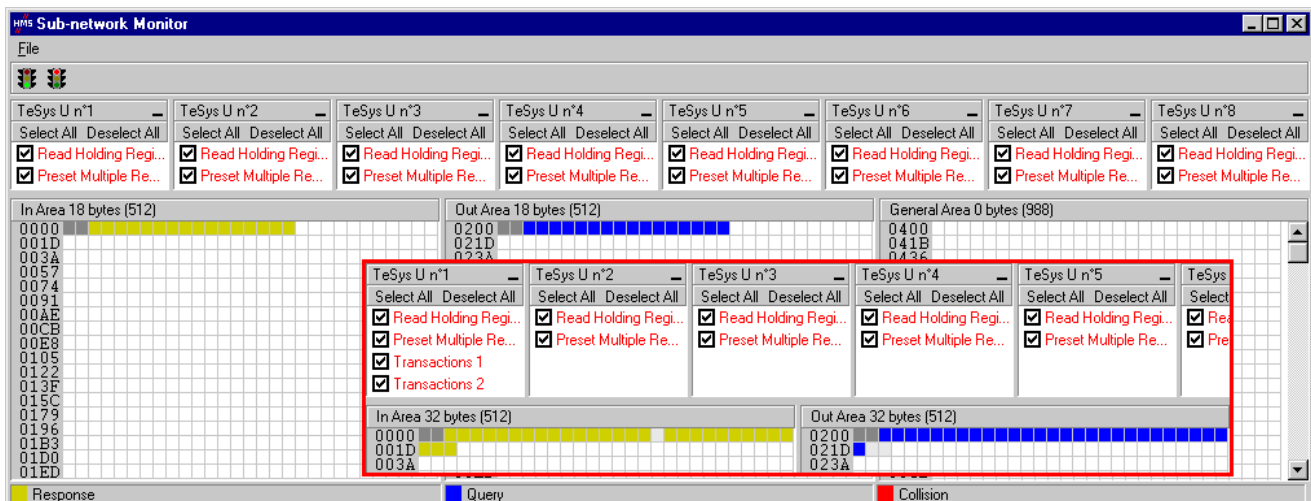 HMS Sub-network Monitor
File
TeSys U n°1 TeSys U n°2 TeSys U n°3 TeSys U n°4 TeSys U n°5 TeSys U n°6 TeSys U n°7 TeSys U n°8
Select All Deselect All Select All Deselect All Select All Deselect All Select All Deselect All Select All Deselect All Select All Deselect All Select All Deselect All Select All Deselect All
Read Holding Regi... Read Holding Regi... Read Holding Regi... Read Holding Regi... Read Holding Regi... Read Holding Regi... Read Holding Regi... Read Holding Regi...
Preset Multiple Re... Preset Multiple Re... Preset Multiple Re... Preset Multiple Re... Preset Multiple Re... Preset Multiple Re... Preset Multiple Re... Preset Multiple Re...
In Area 18 bytes (512) Out Area 18 bytes (512) General Area 0 bytes (988)
0000 0200 0400
001D 021D 041B
003A 023A 0436
0057
0074
0091
00AE
00CB
00E8
0105
0122
013F
015C
0179
0196
01B3
01D0
01ED
TeSys U n°1 TeSys U n°2 TeSys U n°3 TeSys U n°4 TeSys U n°5 TeSys
Select All Deselect All Select All Deselect All Select All Deselect All Select All Deselect All Select All Deselect All Select
Read Holding Regi... Read Holding Regi... Read Holding Regi... Read Holding Regi... Read Holding Regi... Rea
Preset Multiple Re... Preset Multiple Re... Preset Multiple Re... Preset Multiple Re... Preset Multiple Re... Pre
Transactions 1
Transactions 2
In Area 32 bytes (512) Out Area 32 bytes (512)
0000 0200
001D 021D
003A 023A
Response Query Collision